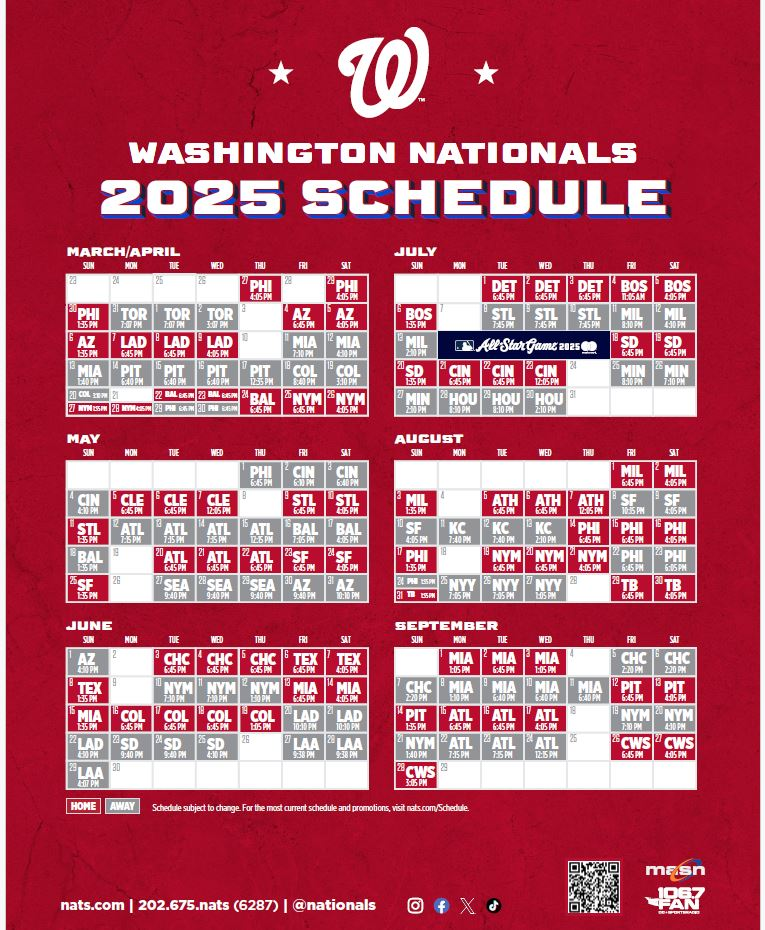 W
™
WASHINGTON NATIONALS
2025 SCHEDULE
MARCH/APRIL
SUN MON TUE WED THU FRI SAT
23 24 25 26 27 PHI 28 29 PHI
4:05 PM 4:05 PM
30 PHI 31 TOR 1 TOR 2 TOR 3 4 AZ 5 AZ
1:35 PM 7:07 PM 7:07 PM 3:07 PM 6:45 PM 4:05 PM
6 AZ 7 LAD 8 LAD 9 LAD 10 11 MIA 12 MIA
1:35 PM 6:45 PM 6:45 PM 4:05 PM 7:10 PM 4:10 PM
13 MIA 14 PIT 15 PIT 16 PIT 17 PIT 18 COL 19 COL
1:40 PM 6:40 PM 6:40 PM 6:40 PM 12:35 PM 8:40 PM 3:10 PM
20 COL 3:10 PM 21 22 BAL 6:45 PM 23 BAL 6:45 PM 24 BAL 25 NYM 26 NYM
27 NYM 1:35 PM 28 NYM 4:05 PM 29 PHI 6:45 PM 30 PHI 6:45 PM 6:45 PM 6:45 PM 4:05 PM
MAY
SUN MON TUE WED THU FRI SAT
1 PHI 2 CIN 3 CIN
6:45 PM 6:10 PM 6:40 PM
4 CIN 5 CLE 6 CLE 7 CLE 8 9 STL 10 STL
4:10 PM 6:45 PM 6:45 PM 12:05 PM 6:45 PM 4:05 PM
11 STL 12 ATL 13 ATL 14 ATL 15 ATL 16 BAL 17 BAL
1:35 PM 7:15 PM 7:15 PM 7:15 PM 12:15 PM 7:05 PM 4:05 PM
18 BAL 19 20 ATL 21 ATL 22 ATL 23 SF 24 SF
1:35 PM 6:45 PM 6:45 PM 6:45 PM 6:45 PM 4:05 PM
25 SF 26 27 SEA 28 SEA 29 SEA 30 AZ 31 AZ
1:35 PM 9:40 PM 9:40 PM 9:40 PM 9:40 PM 10:10 PM
JUNE
SUN MON TUE WED THU FRI SAT
1 AZ 2 3 CHC 4 CHC 5 CHC 6 TEX 7 TEX
4:10 PM 6:45 PM 6:45 PM 6:45 PM 6:45 PM 4:05 PM
8 TEX 9 10 NYM 11 NYM 12 NYM 13 MIA 14 MIA
1:35 PM 7:10 PM 7:10 PM 1:10 PM 6:45 PM 4:05 PM
15 MIA 16 COL 17 COL 18 COL 19 COL 20 LAD 21 LAD
1:35 PM 6:45 PM 6:45 PM 6:45 PM 1:05 PM 10:10 PM 10:10 PM
22 LAD 23 SD 24 SD 25 SD 26 27 LAA 28 LAA
4:10 PM 9:40 PM 9:40 PM 4:10 PM 9:38 PM 9:38 PM
29 LAA 30
4:07 PM
JULY
SUN MON TUE WED THU FRI SAT
1 DET 2 DET 3 DET 4 BOS 5 BOS
6:45 PM 6:45 PM 6:45 PM 11:05 AM 4:05 PM
6 BOS 7 8 STL 9 STL 10 STL 11 MIL 12 MIL
1:35 PM 7:45 PM 7:45 PM 7:45 PM 8:10 PM 4:10 PM
13 MIL MLB All-Star Game 2025 mastercard 18 SD 19 SD
2:10 PM 6:45 PM 6:45 PM
20 SD 21 CIN 22 CIN 23 CIN 24 25 MIN 26 MIN
1:35 PM 6:45 PM 6:45 PM 12:05 PM 8:10 PM 7:10 PM
27 MIN 28 HOU 29 HOU 30 HOU 31
2:10 PM 8:10 PM 8:10 PM 2:10 PM
AUGUST
SUN MON TUE WED THU FRI SAT
1 MIL 2 MIL
6:45 PM 4:05 PM
3 MIL 4 5 ATH 6 ATH 7 ATH 8 SF 9 SF
1:35 PM 6:45 PM 6:45 PM 12:05 PM 10:15 PM 4:05 PM
10 SF 11 KC 12 KC 13 KC 14 PHI 15 PHI 16 PHI
4:05 PM 7:40 PM 7:40 PM 2:10 PM 6:45 PM 6:45 PM 4:05 PM
17 PHI 18 19 NYM 20 NYM 21 NYM 22 PHI 23 PHI
1:35 PM 6:45 PM 6:45 PM 4:05 PM 6:45 PM 6:05 PM
24 PHI 1:35 PM 25 NYY 26 NYY 27 NYY 28 29 TB 30 TB
31 TB 1:35 PM 7:05 PM 7:05 PM 1:05 PM 6:45 PM 4:05 PM
SEPTEMBER
SUN MON TUE WED THU FRI SAT
1 MIA 2 MIA 3 MIA 4 5 CHC 6 CHC
1:05 PM 6:45 PM 1:05 PM 2:20 PM 2:20 PM
7 CHC 8 MIA 9 MIA 10 MIA 11 MIA 12 PIT 13 PIT
2:20 PM 6:40 PM 6:40 PM 6:40 PM 6:45 PM 4:05 PM
14 PIT 15 ATL 16 ATL 17 ATL 18 19 NYM 20 NYM
1:35 PM 6:45 PM 6:45 PM 4:05 PM 7:10 PM 4:10 PM
21 NYM 22 ATL 23 ATL 24 ATL 25 26 CWS 27 CWS
1:40 PM 7:15 PM 7:15 PM 12:15 PM 6:45 PM 4:05 PM
28 CWS 29
3:05 PM
HOME AWAY Schedule subject to change. For the most current schedule and promotions, visit nats.com/Schedule.
nats.com | 202.675.nats (6287) | @nationals
masn
106.7
THE FAN